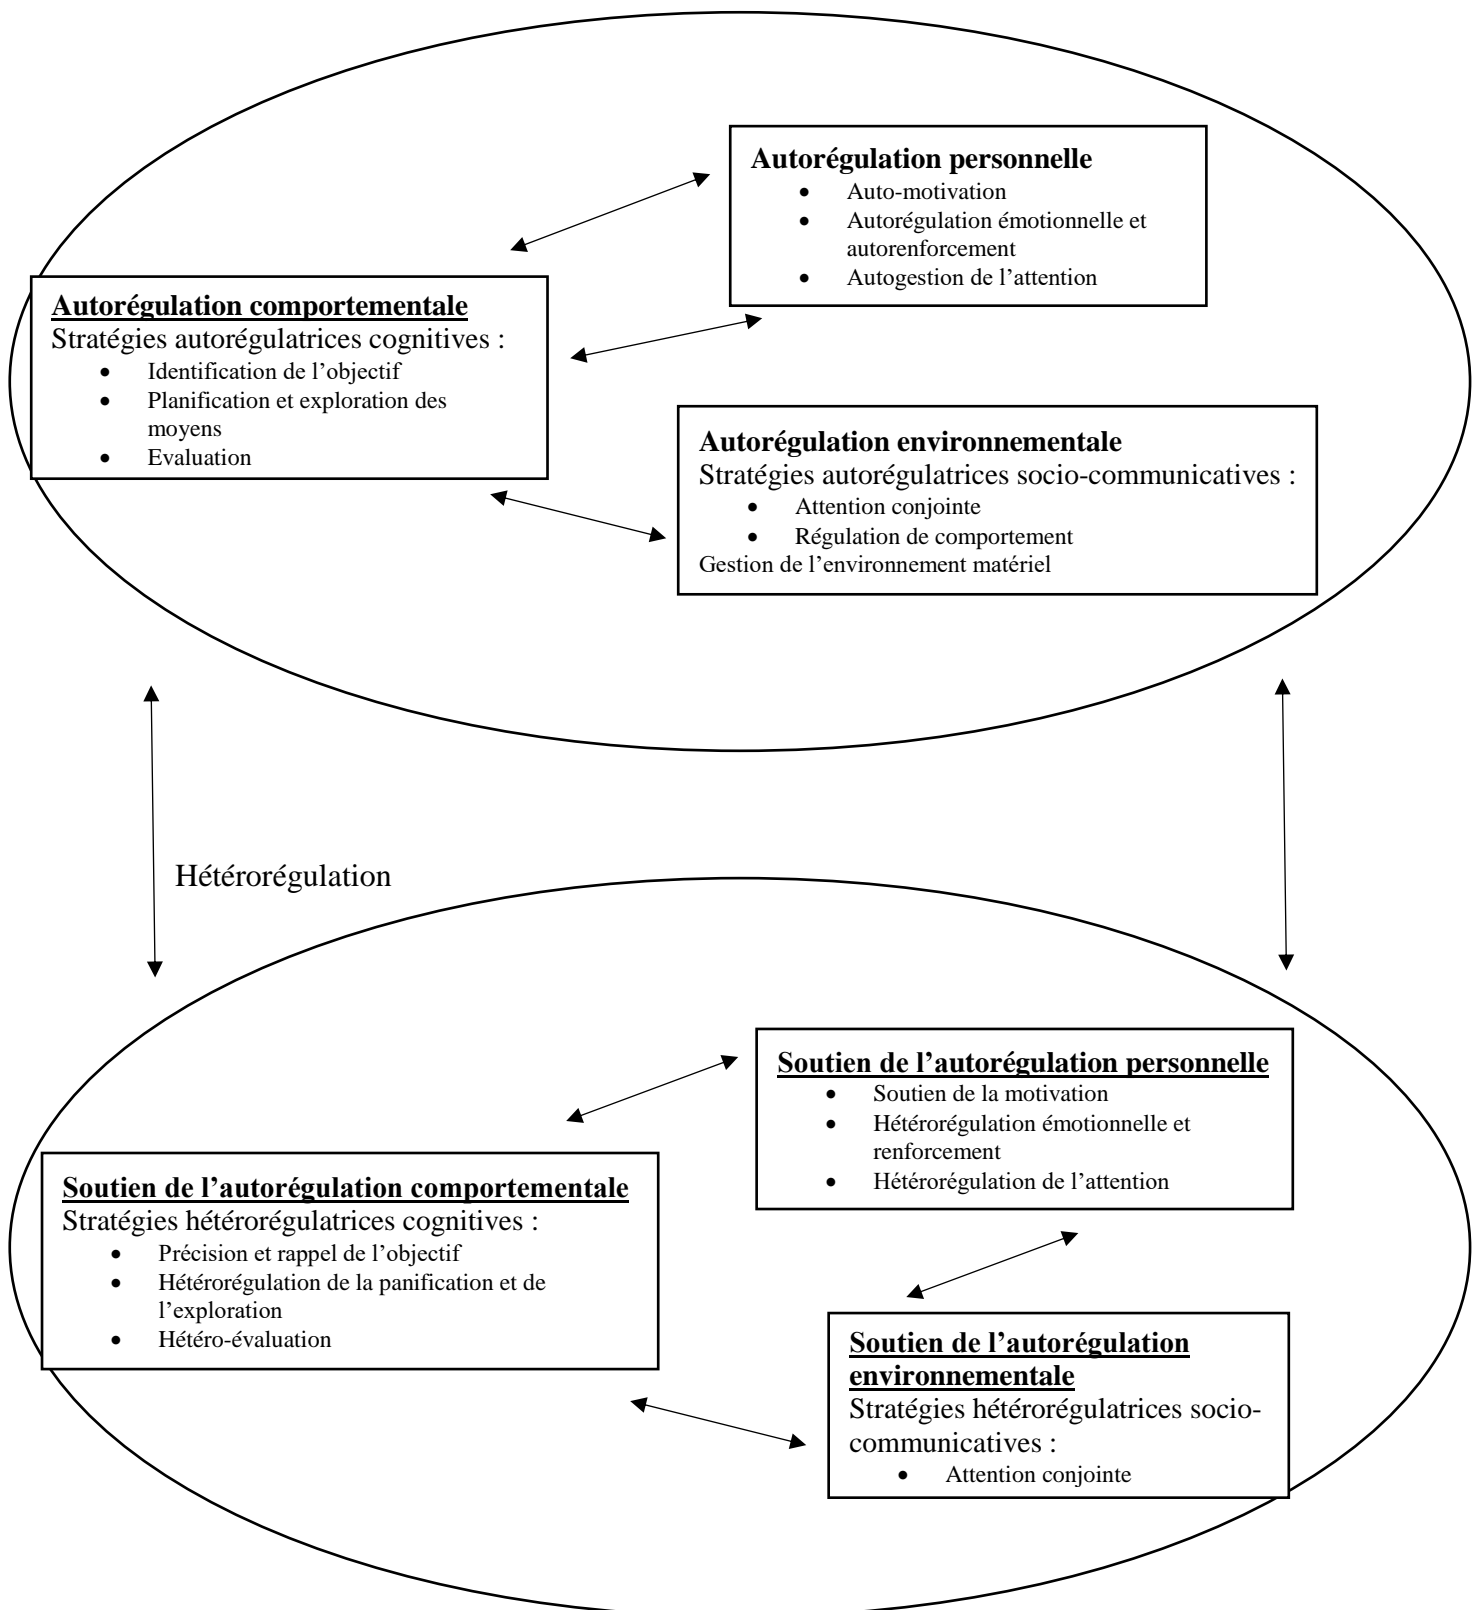 Autorégulation personnelle
• Auto-motivation
• Autorégulation émotionnelle et
autorenforcement
• Autogestion de l’attention
Autorégulation comportementale
Stratégies autorégulatrices cognitives :
• Identification de l’objectif
• Planification et exploration des
moyens
• Evaluation
Autorégulation environnementale
Stratégies autorégulatrices socio-communicatives :
• Attention conjointe
• Régulation de comportement
Gestion de l’environnement matériel
Hétérorégulation
Soutien de l’autorégulation personnelle
• Soutien de la motivation
• Hétérorégulation émotionnelle et
renforcement
• Hétérorégulation de l’attention
Soutien de l’autorégulation comportementale
Stratégies hétérorégulatrices cognitives :
• Précision et rappel de l’objectif
• Hétérorégulation de la panification et de
l’exploration
• Hétéro-évaluation
Soutien de l’autorégulation
environnementale
Stratégies hétérorégulatrices socio-
communicatives :
• Attention conjointe